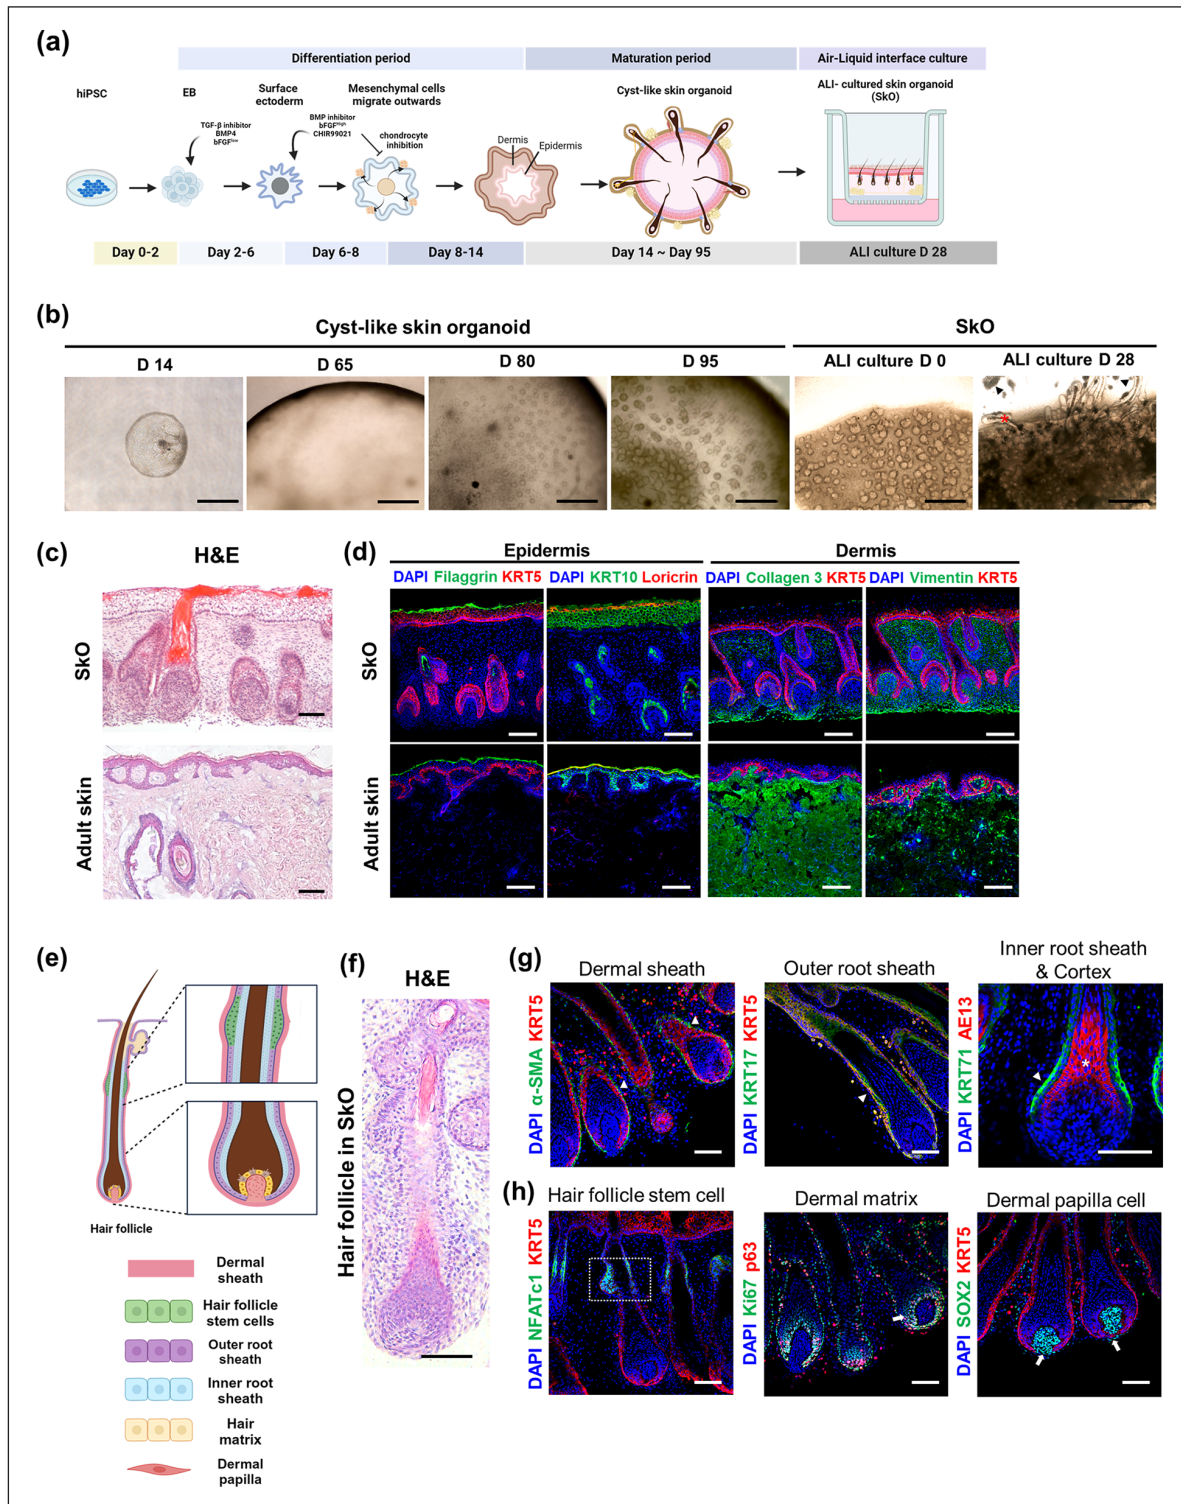 (a)
Differentiation period
Maturation period
Air-Liquid interface culture
hiPSC
EB
Surface
ectoderm
Mesenchymal cells
migrate outwards
Cyst-like skin organoid
ALI- cultured skin organoid
(SkO)
TGF-β inhibitor
BMP4
bFGFlow
BMP inhibitor
bFGFHigh
CHIR99021
chondrocyte
inhibition
Dermis
Epidermis
Day 0-2
Day 2-6
Day 6-8
Day 8-14
Day 14 ~ Day 95
ALI culture D 28
(b)
Cyst-like skin organoid
SkO
D 14
D 65
D 80
D 95
ALI culture D 0
ALI culture D 28
*
(c)
H&E
SkO
Adult skin
(d)
Epidermis
Dermis
DAPI Filaggrin KRT5
DAPI KRT10 Loricrin
DAPI Collagen 3 KRT5
DAPI Vimentin KRT5
SkO
Adult skin
(e)
Hair follicle
Dermal
sheath
Hair follicle
stem cells
Outer root
sheath
Inner root
sheath
Hair
matrix
Dermal
papilla
(f)
H&E
Hair follicle in SkO
(g)
Dermal sheath
Outer root sheath
Inner root sheath
& Cortex
DAPI α-SMA KRT5
DAPI KRT17 KRT5
DAPI KRT71 AE13
*
(h)
Hair follicle stem cell
Dermal matrix
Dermal papilla cell
DAPI NFATc1 KRT5
DAPI Ki67 p63
DAPI SOX2 KRT5